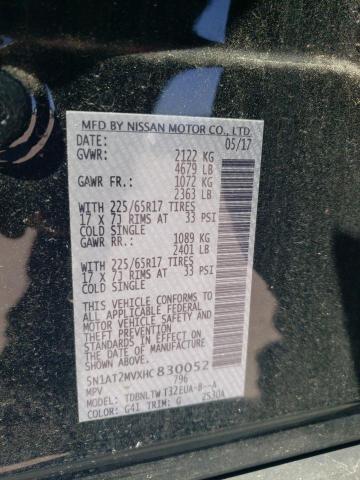 MFD BY NISSAN MOTOR CO., LTD.
DATE: 05/17
GVWR: 2122 KG
4679 LB
GAWR FR.: 1072 KG
2363 LB
WITH 225/65R17 TIRES
17 X 7J RIMS AT 33 PSI
COLD SINGLE
GAWR RR.: 1089 KG
2401 LB
WITH 225/65R17 TIRES
17 X 7J RIMS AT 33 PSI
COLD SINGLE
THIS VEHICLE CONFORMS TO
ALL APPLICABLE FEDERAL
MOTOR VEHICLE SAFETY AND
THEFT PREVENTION
STANDARDS IN EFFECT ON THE
DATE OF MANUFACTURE SHOWN
ABOVE.
5N1AT2MVXHC830052
MPV 796
MODEL: TDBNLTW T32EUA-B--A
COLOR: G41 TRIM: G 2S30A